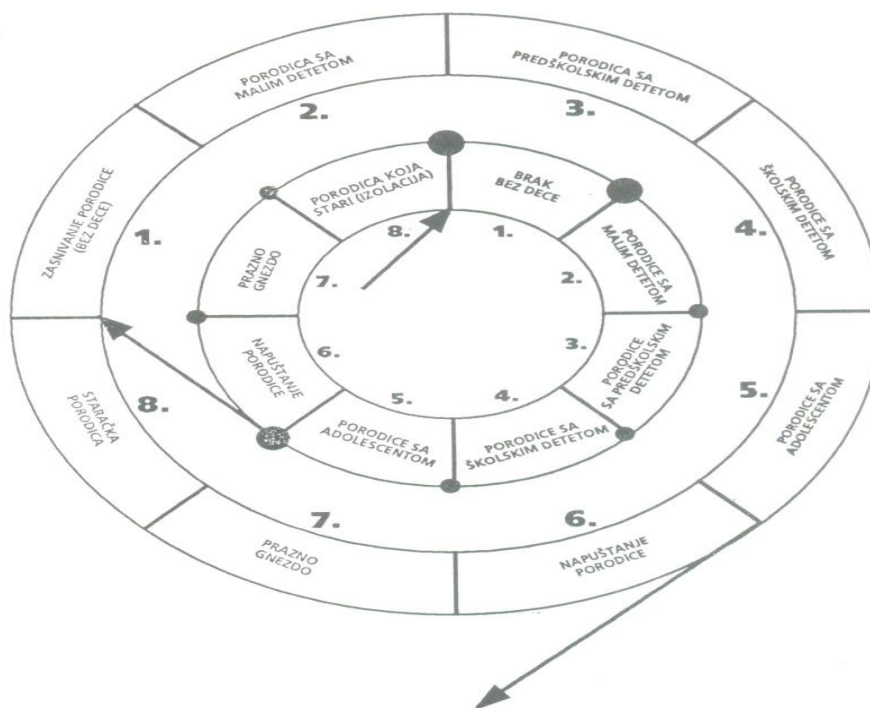 PORODICA SA
MALIM DETETOM
PORODICA SA
PREDŠKOLSKIM DETETOM
2.
3.
PORODICE SA
ŠKOLSKIM DETETOM
4.
ZASNIVANJE PORODICE
(BEZ DECE)
1.
PORODICA KOJA
STARI (IZOLACIJA)
8.
BRAK
BEZ DECE
1.
PORODICE SA
MALIM DETETOM
2.
PRAZNO
GNEZDO
7.
PORODICE
SA PREDŠKOLSKIM
DETETOM
3.
NAPUŠTANJE
PORODICE
6.
PORODICE SA
ADOLESCENTOM
5.
PORODICE SA
ŠKOLSKIM DETETOM
4.
5.
PORODICE SA
ADOLESCENTOM
STARAČKA
PORODICA
8.
7.
6.
PRAZNO
GNEZDO
NAPUŠTANJE
PORODICE